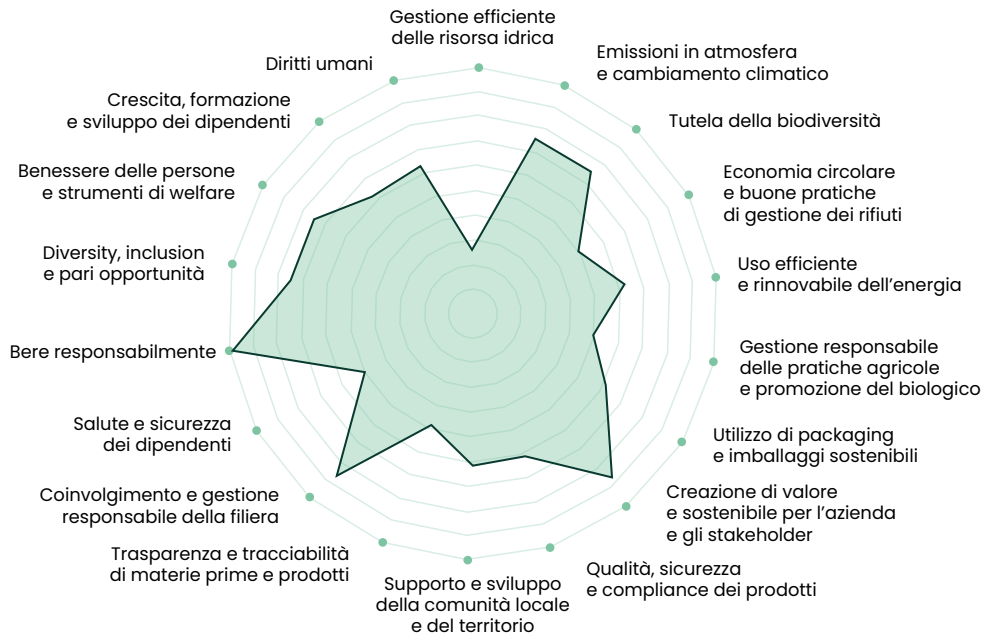 Gestione efficiente
delle risorsa idrica
Emissioni in atmosfera
e cambiamento climatico
Tutela della biodiversità
Economia circolare
e buone pratiche
di gestione dei rifiuti
Uso efficiente
e rinnovabile dell’energia
Gestione responsabile
delle pratiche agricole
e promozione del biologico
Utilizzo di packaging
e imballaggi sostenibili
Creazione di valore
e sostenibile per l’azienda
e gli stakeholder
Qualità, sicurezza
e compliance dei prodotti
Supporto e sviluppo
della comunità locale
e del territorio
Trasparenza e tracciabilità
di materie prime e prodotti
Coinvolgimento e gestione
responsabile della filiera
Salute e sicurezza
dei dipendenti
Bere responsabilmente
Diversity, inclusion
e pari opportunità
Benessere delle persone
e strumenti di welfare
Crescita, formazione
e sviluppo dei dipendenti
Diritti umani